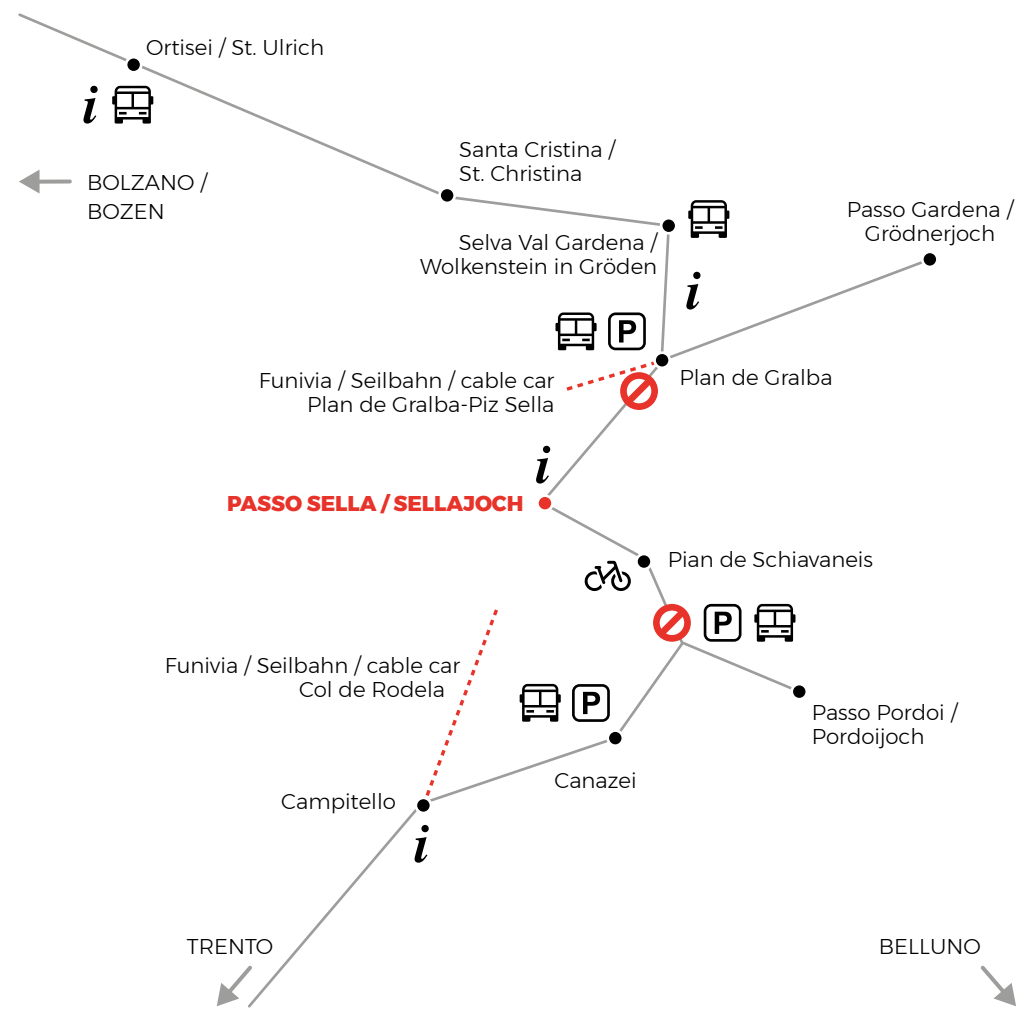 Ortisei / St. Ulrich
i
BOLZANO /
BOZEN
Santa Cristina /
St. Christina
Selva Val Gardena /
Wolkenstein in Gröden
i
Passo Gardena /
Grödnerjoch
P
Plan de Gralba
Funivia / Seilbahn / cable car
Plan de Gralba-Piz Sella
i
PASSO SELLA / SELLAJOCH
Pian de Schiavaneis
P
Funivia / Seilbahn / cable car
Col de Rodela
P
Passo Pordoi /
Pordoijoch
Canazei
Campitello
i
TRENTO
BELLUNO